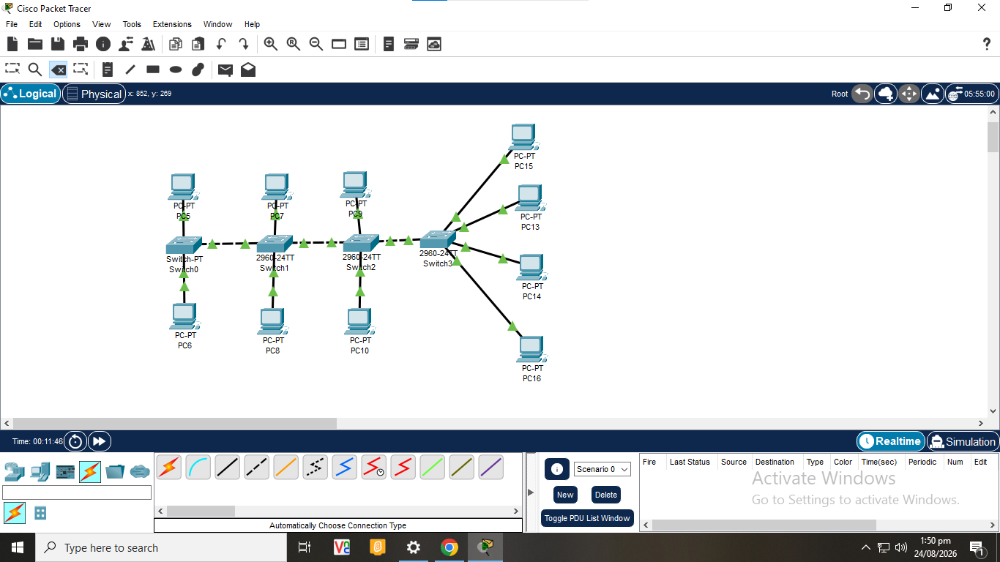 Cisco Packet Tracer
File Edit Options View Tools Extensions Window Help
?
Logical Physical x: 852, y: 269 Root 05:55:00
PC-PT
PC15
PC-PT
PC5
PC-PT
PC7
PC-PT
PC9
PC-PT
PC13
Switch-PT
Switch0
2960-24TT
Switch1
2960-24TT
Switch2
2960-24TT
Switch3
PC-PT
PC14
PC-PT
PC6
PC-PT
PC8
PC-PT
PC10
PC-PT
PC16
Time: 00:11:46 Realtime Simulation
Scenario 0
New Delete
Toggle PDU List Window
Fire Last Status Source Destination Type Color Time(sec) Periodic Num Edit
Activate Windows
Go to Settings to activate Windows.
Automatically Choose Connection Type
Type here to search
1:50 pm
24/08/2026
1